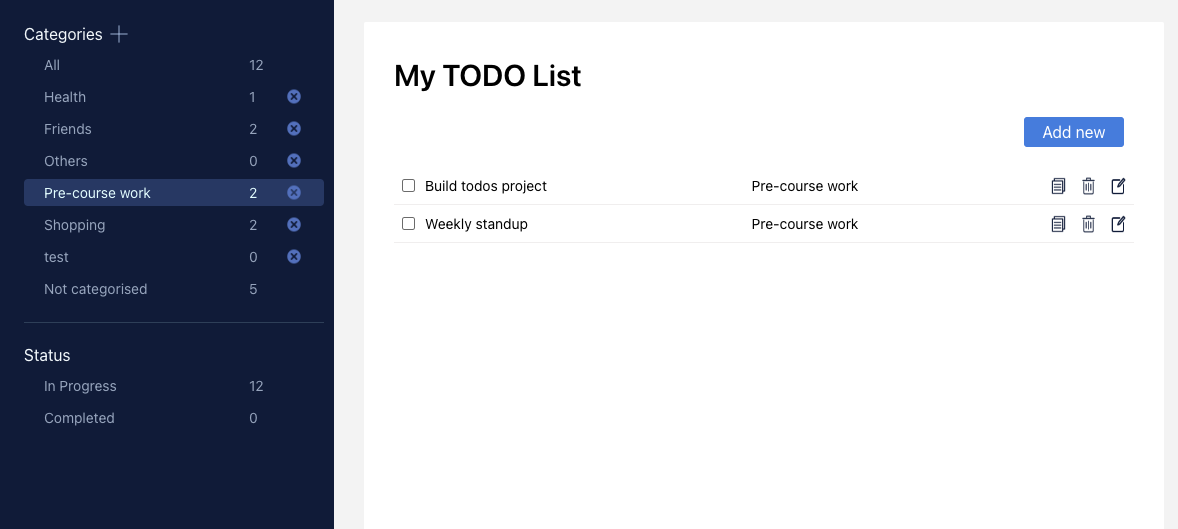 Categories
All 12
Health 1
Friends 2
Others 0
Pre-course work 2
Shopping 2
test 0
Not categorised 5
Status
In Progress 12
Completed 0
My TODO List
Add new
Build todos project Pre-course work
Weekly standup Pre-course work